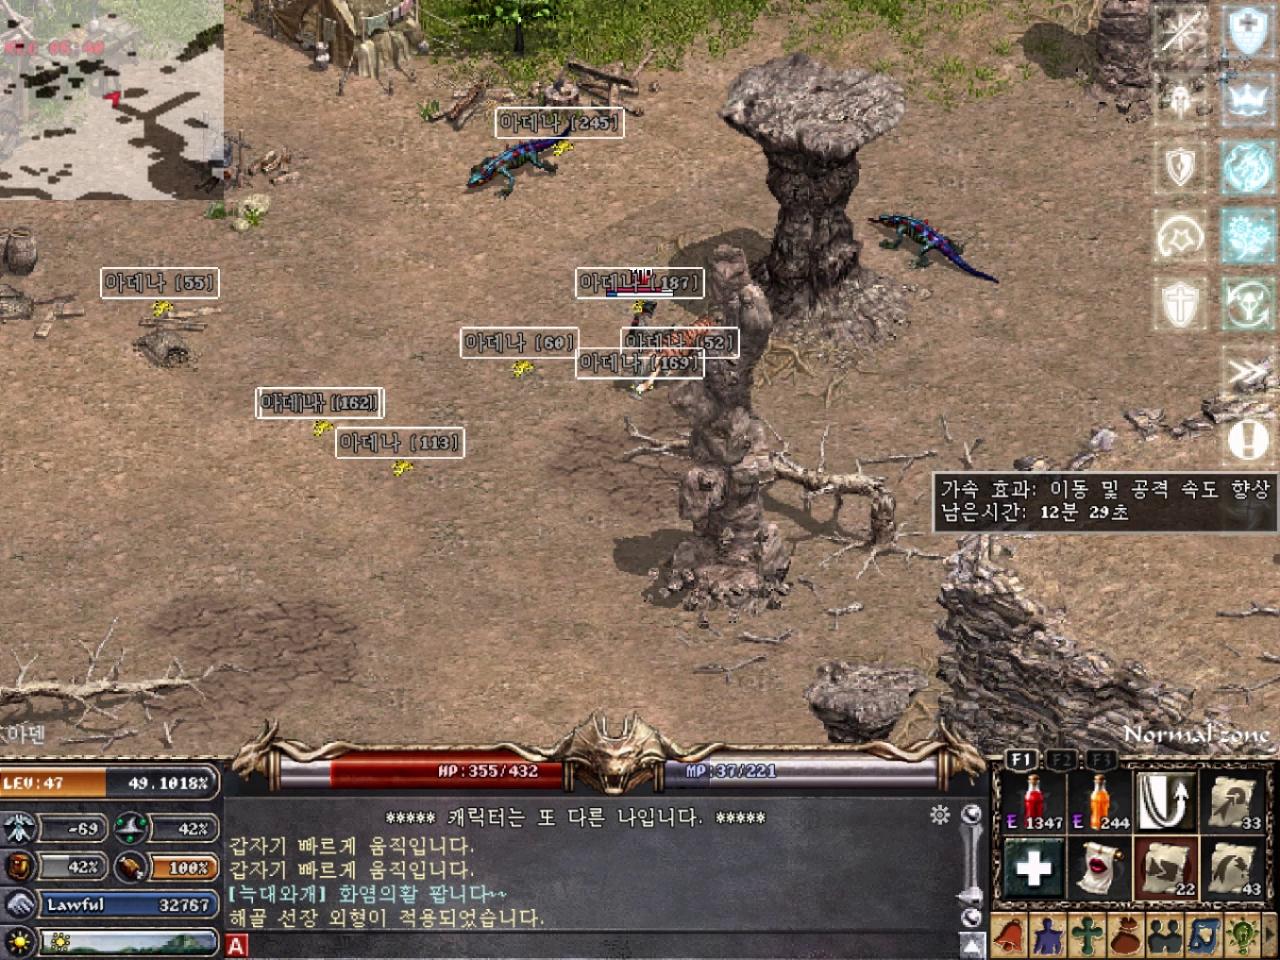 REC 06:40
아데나 [245]
아데나 [55]
아데나 [187]
아데나 [60]
아데나 [52]
아데나 [169]
아데나 [162]
아데나 [113]
가속 효과: 이동 및 공격 속도 향상
남은시간: 12분 29초
아덴
Normal zone
LEV:47 49.1018%
HP:355/432
MP:37/221
F1 F2 F3
-69 42%
42% 100%
Lawful 32767
***** 캐릭터는 또 다른 나입니다. *****
갑자기 빠르게 움직입니다.
갑자기 빠르게 움직입니다.
[늑대와개] 화염의활 팝니다~~
해골 선장 외형이 적용되었습니다.
A
E 1347 E 244 33
22 43